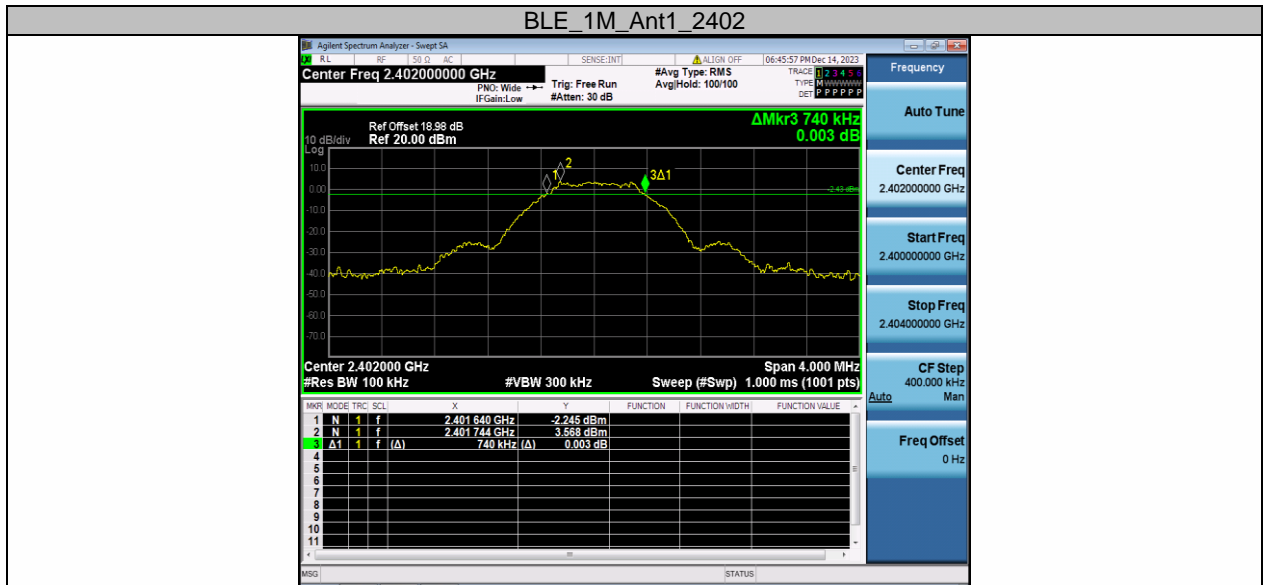 BLE_1M_Ant1_2402
Agilent Spectrum Analyzer - Swept SA
RL RF 50 Ω AC SENSE:INT ALIGN OFF 06:45:57 PM Dec 14, 2023
Center Freq 2.402000000 GHz
PNO: Wide
IFGain:Low
Trig: Free Run
#Atten: 30 dB
#Avg Type: RMS
Avg|Hold: 100/100
TRACE 1 2 3 4 5 6
TYPE M WWWWW
DET P P P P P P
Frequency
Auto Tune
Center Freq
2.402000000 GHz
Start Freq
2.400000000 GHz
Stop Freq
2.404000000 GHz
CF Step
400.000 kHz
Auto Man
Freq Offset
0 Hz
ΔMkr3 740 kHz
0.003 dB
Ref Offset 18.98 dB
10 dB/div Ref 20.00 dBm
Log
10.0
0.00
-10.0
-20.0
-30.0
-40.0
-50.0
-60.0
-70.0
1
2
3Δ1
-2.43 dBm
Center 2.402000 GHz Span 4.000 MHz
#Res BW 100 kHz #VBW 300 kHz Sweep (#Swp) 1.000 ms (1001 pts)
MKR MODE TRC SCL X Y FUNCTION FUNCTION WIDTH FUNCTION VALUE
1 N 1 f 2.401 640 GHz -2.245 dBm
2 N 1 f 2.401 744 GHz 3.568 dBm
3 Δ1 1 f (Δ) 740 kHz (Δ) 0.003 dB
4
5
6
7
8
9
10
11
MSG STATUS